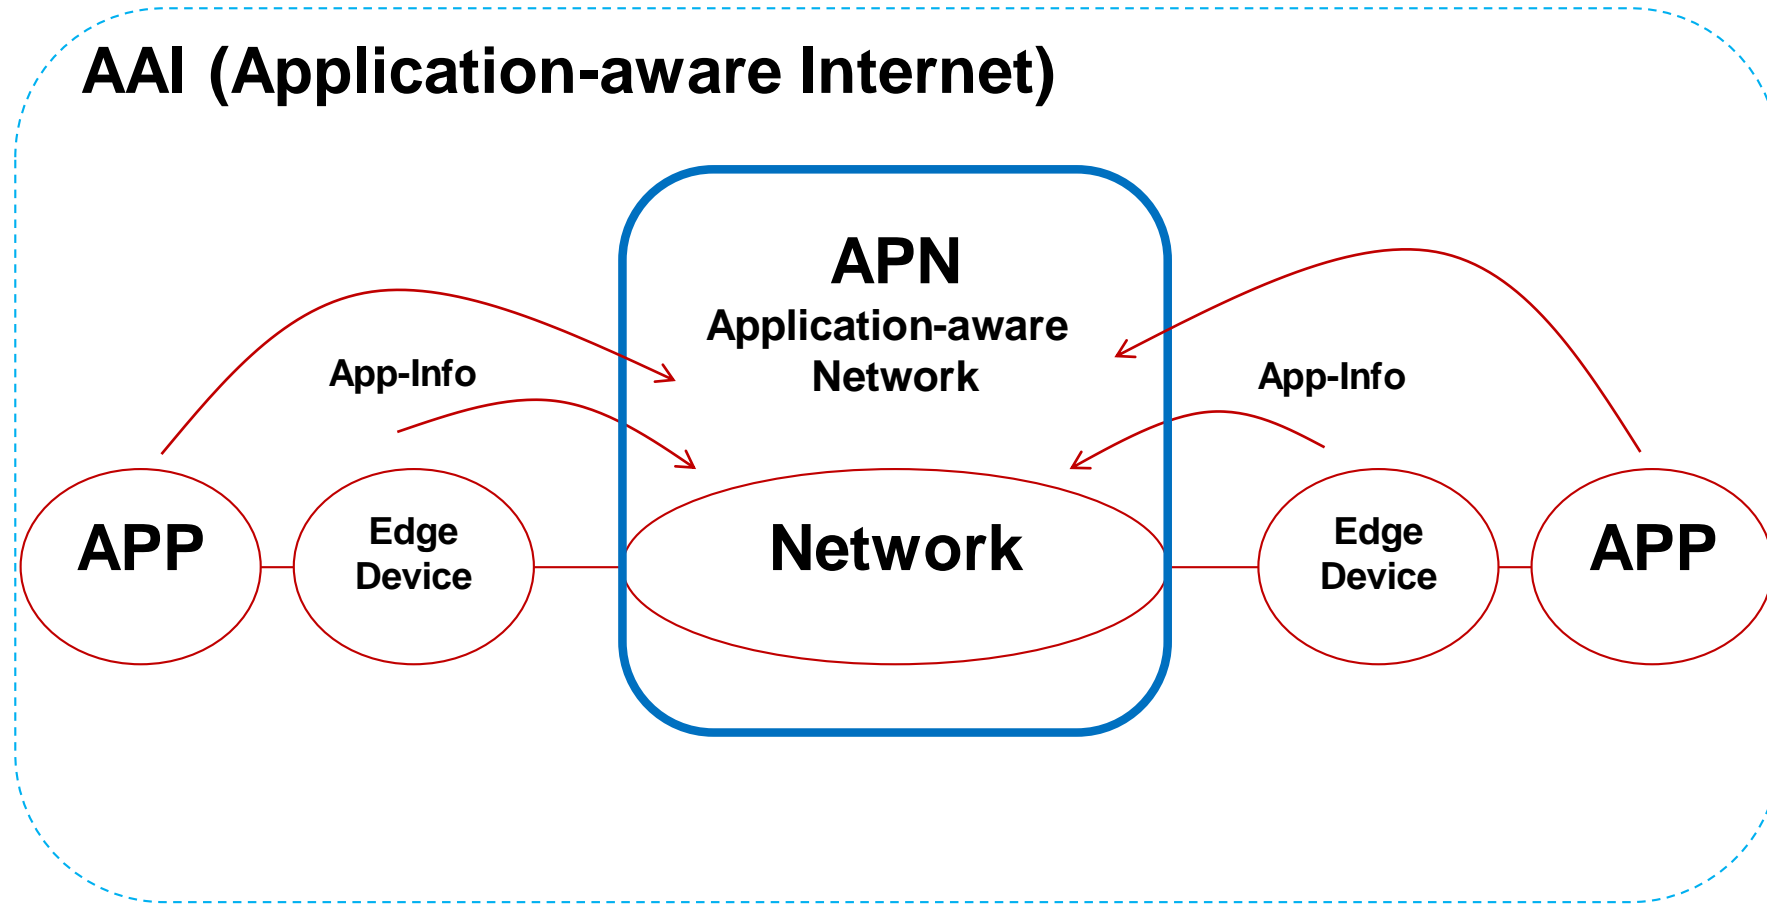 AAI (Application-aware Internet)
APN
Application-aware
Network
App-Info
App-Info
APP
Edge
Device
Network
Edge
Device
APP